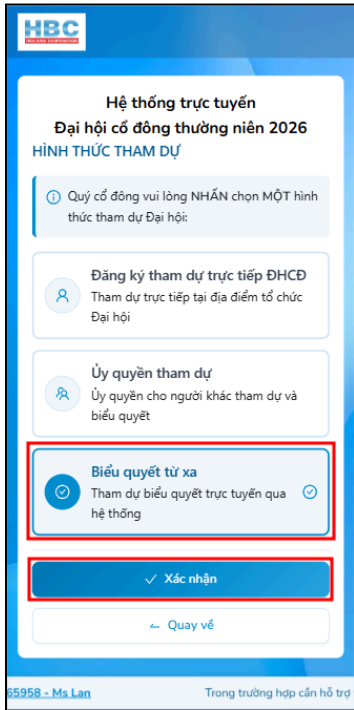 HBC
Hệ thống trực tuyến
Đại hội cổ đông thường niên 2026
HÌNH THỨC THAM DỰ
Quý cổ đông vui lòng NHẤN chọn MỘT hình
thức tham dự Đại hội:
Đăng ký tham dự trực tiếp ĐHCĐ
Tham dự trực tiếp tại địa điểm tổ chức
Đại hội
Ủy quyền tham dự
Ủy quyền cho người khác tham dự và
biểu quyết
Biểu quyết từ xa
Tham dự biểu quyết trực tuyến qua
hệ thống
Xác nhận
Quay về
65958 - Ms Lan Trong trường hợp cần hỗ trợ